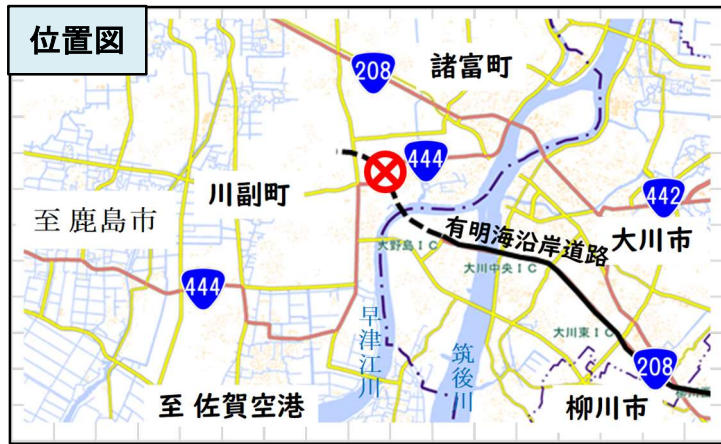 位置図
208
諸富町
444
川副町
442
至 鹿島市
有明海沿岸道路
大川市
大野島IC
大川中央IC
444
早津江川
筑後川
大川東IC
208
至 佐賀空港
柳川市